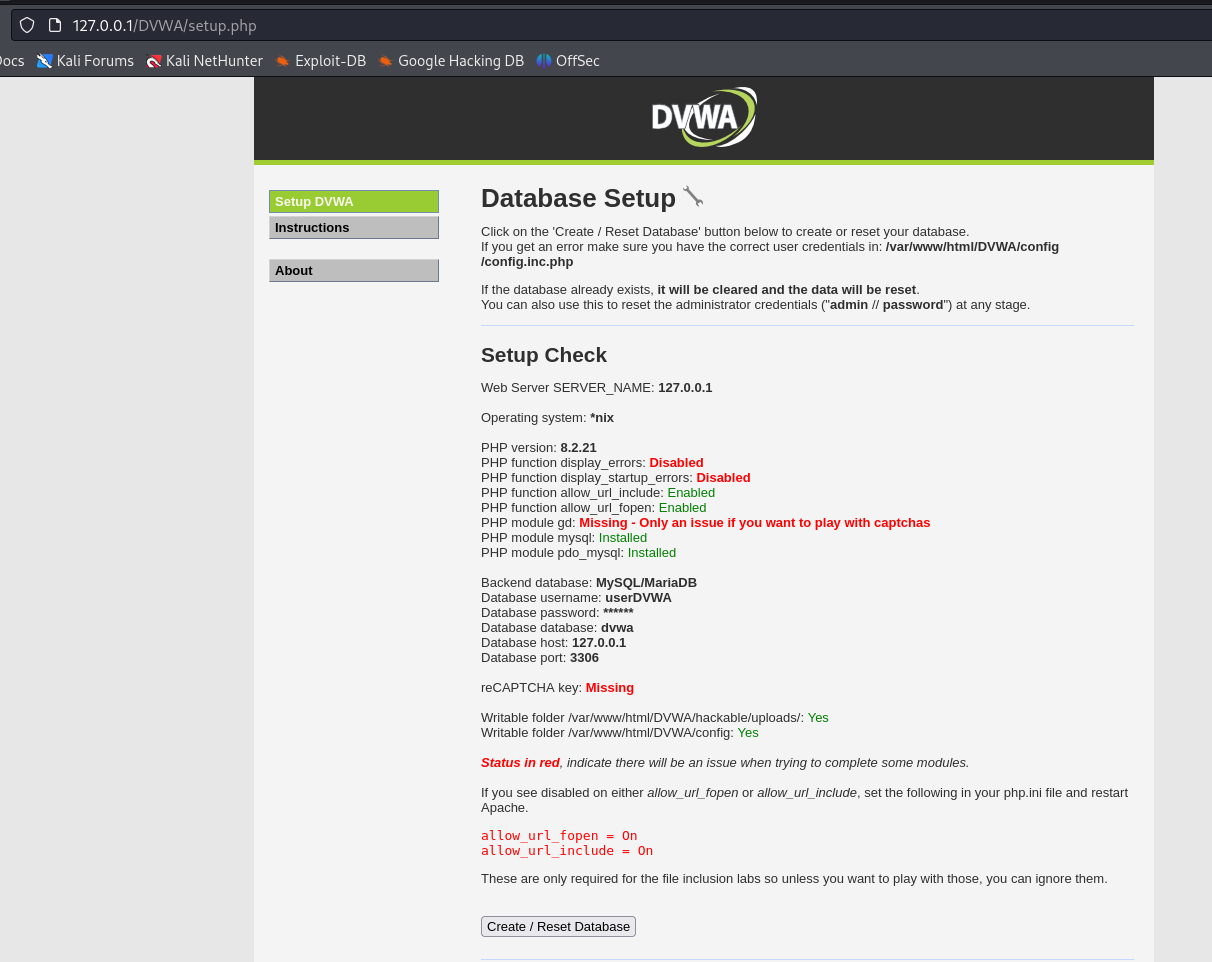 127.0.0.1/DVWA/setup.php
Docs Kali Forums Kali NetHunter Exploit-DB Google Hacking DB OffSec
DVWA
Setup DVWA
Instructions
About
Database Setup
Click on the 'Create / Reset Database' button below to create or reset your database.
If you get an error make sure you have the correct user credentials in: /var/www/html/DVWA/config
/config.inc.php
If the database already exists, it will be cleared and the data will be reset.
You can also use this to reset the administrator credentials ("admin // password") at any stage.
Setup Check
Web Server SERVER_NAME: 127.0.0.1
Operating system: *nix
PHP version: 8.2.21
PHP function display_errors: Disabled
PHP function display_startup_errors: Disabled
PHP function allow_url_include: Enabled
PHP function allow_url_fopen: Enabled
PHP module gd: Missing - Only an issue if you want to play with captchas
PHP module mysql: Installed
PHP module pdo_mysql: Installed
Backend database: MySQL/MariaDB
Database username: userDVWA
Database password: ******
Database database: dvwa
Database host: 127.0.0.1
Database port: 3306
reCAPTCHA key: Missing
Writable folder /var/www/html/DVWA/hackable/uploads/: Yes
Writable folder /var/www/html/DVWA/config: Yes
Status in red, indicate there will be an issue when trying to complete some modules.
If you see disabled on either allow_url_fopen or allow_url_include, set the following in your php.ini file and restart
Apache.
allow_url_fopen = On
allow_url_include = On
These are only required for the file inclusion labs so unless you want to play with those, you can ignore them.
Create / Reset Database